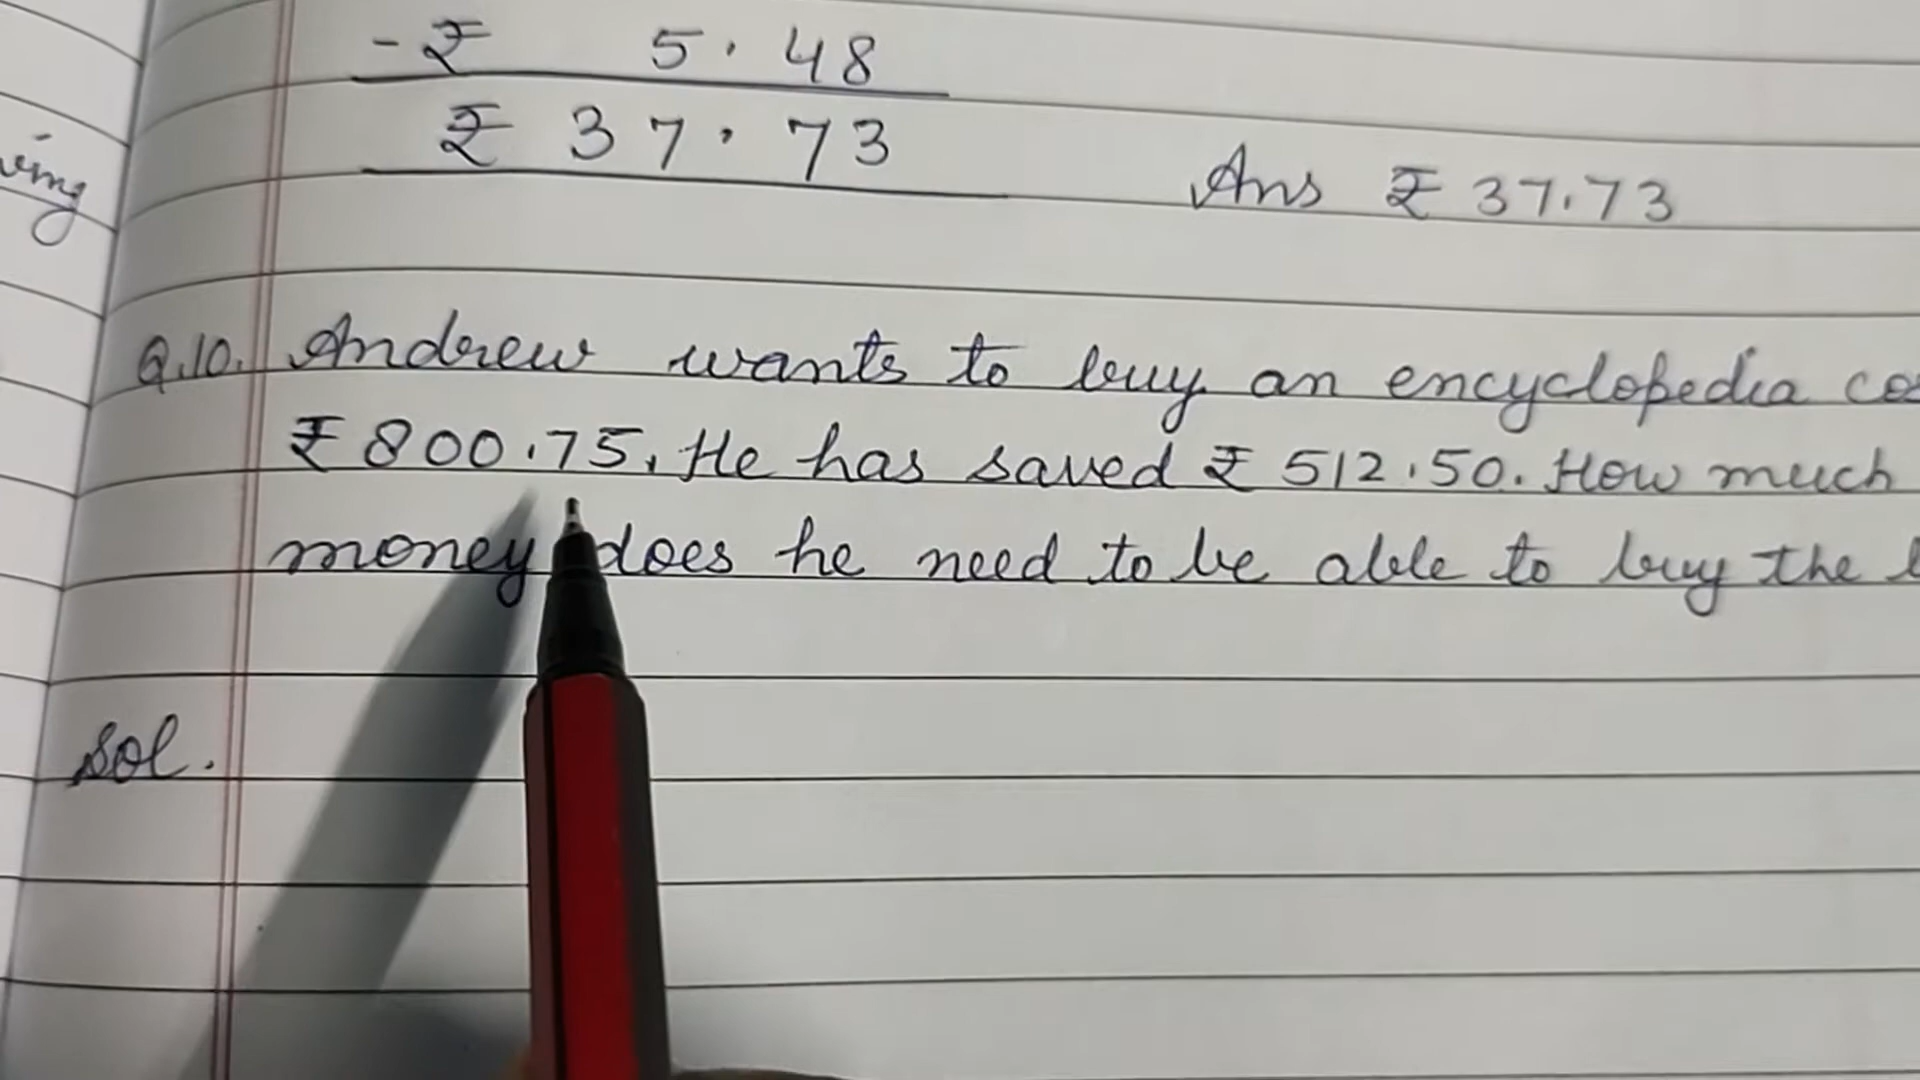 - ₹ 5.48
₹ 37.73
Ans ₹ 37.73
Q.10. Andrew wants to buy an encyclopedia
₹ 800.75. He has saved ₹ 512.50. How much
money does he need to be able to buy the
Sol.